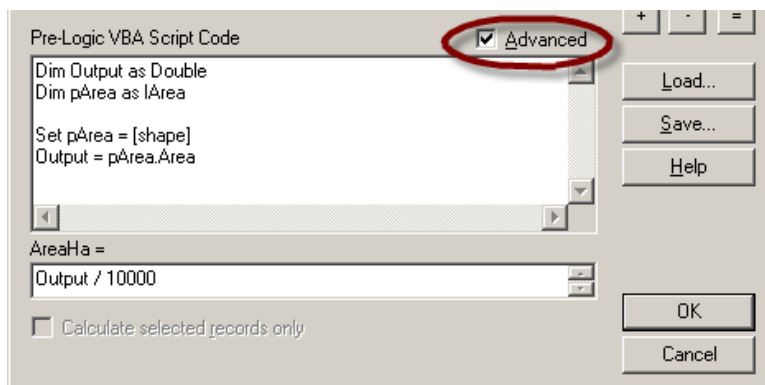 + - =
Pre-Logic VBA Script Code
Advanced
Dim Output as Double
Dim pArea as IArea
Set pArea = [shape]
Output = pArea.Area
Load...
Save...
Help
AreaHa =
Output / 10000
Calculate selected records only
OK
Cancel